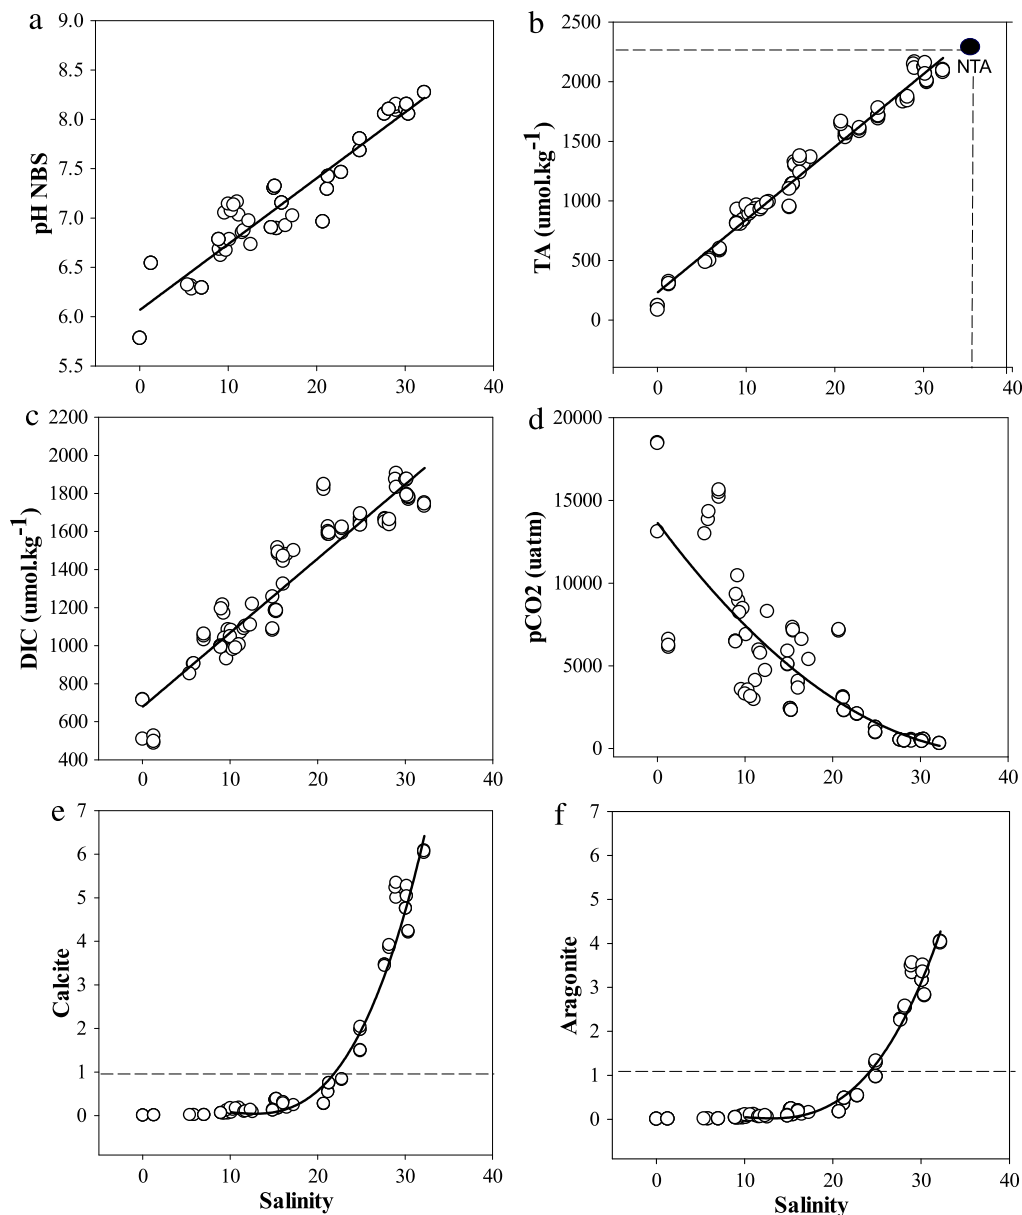 a
9.0
8.5
8.0
7.5
7.0
6.5
6.0
5.5
pH NBS
0 10 20 30 40
b
2500
2000
1500
1000
500
0
TA (umol.kg-1)
NTA
0 10 20 30 40
c
2200
2000
1800
1600
1400
1200
1000
800
600
400
DIC (umol.kg-1)
0 10 20 30 40
d
20000
15000
10000
5000
0
pCO2 (uatm)
0 10 20 30 40
e
7
6
5
4
3
2
1
0
Calcite
0 10 20 30 40
Salinity
f
7
6
5
4
3
2
1
0
Aragonite
0 10 20 30 40
Salinity